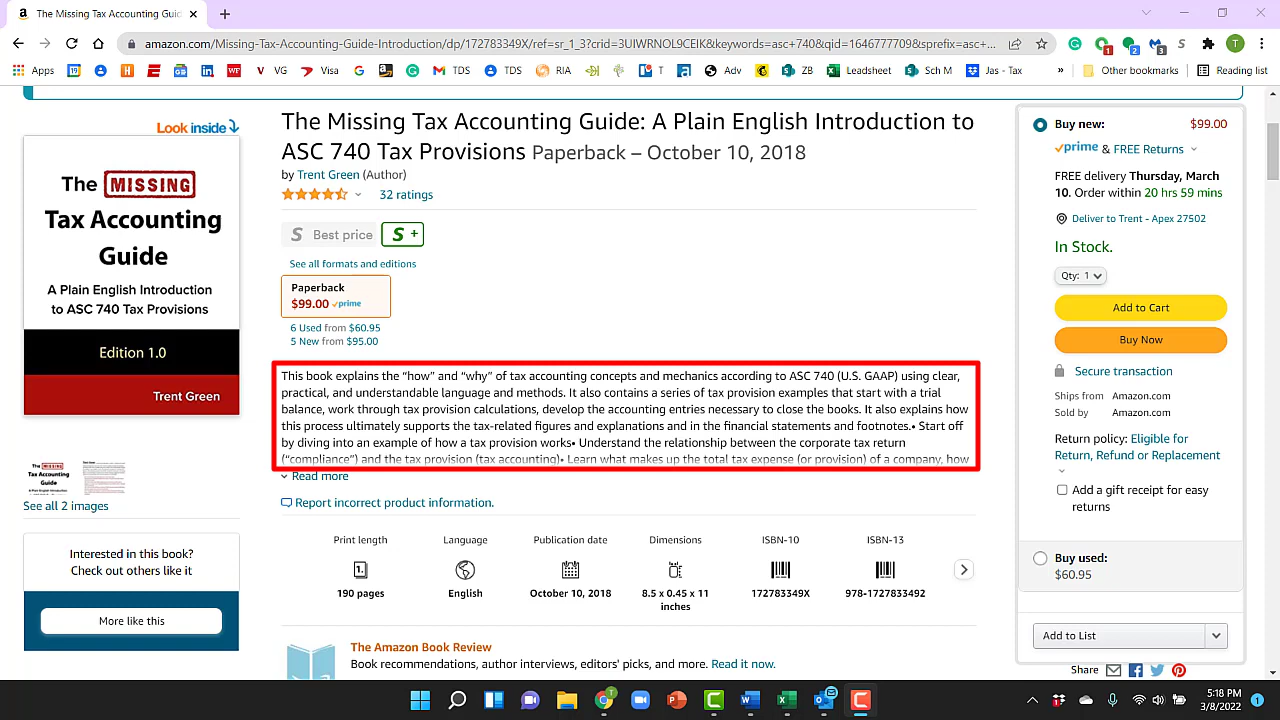 The Missing Tax Accounting Guid
amazon.com/Missing-Tax-Accounting-Guide-Introduction/dp/172783349X/ref=sr_1_3?crid=3UIWRNOL9CEIK&keywords=asc+740&qid=1646777709&sprefix=asc+...
Apps
VG
Visa
TDS
TDS
RIA
T
Adv
ZB
Leadsheet
Sch M
Jas - Tax
»
Other bookmarks
Reading list
Look inside
The MISSING
Tax Accounting
Guide
A Plain English Introduction
to ASC 740 Tax Provisions
Edition 1.0
Trent Green
See all 2 images
Interested in this book?
Check out others like it
More like this
The Missing Tax Accounting Guide: A Plain English Introduction to
ASC 740 Tax Provisions Paperback – October 10, 2018
by Trent Green (Author)
32 ratings
S Best price S +
See all formats and editions
Paperback
$99.00 prime
6 Used from $60.95
5 New from $95.00
This book explains the “how” and “why” of tax accounting concepts and mechanics according to ASC 740 (U.S. GAAP) using clear,
practical, and understandable language and methods. It also contains a series of tax provision examples that start with a trial
balance, work through tax provision calculations, develop the accounting entries necessary to close the books. It also explains how
this process ultimately supports the tax-related figures and explanations and in the financial statements and footnotes.• Start off
by diving into an example of how a tax provision works• Understand the relationship between the corporate tax return
(“compliance”) and the tax provision (tax accounting)• Learn what makes up the total tax expense (or provision) of a company, how
Read more
Report incorrect product information.
Print length
Language
Publication date
Dimensions
ISBN-10
ISBN-13
190 pages
English
October 10, 2018
8.5 x 0.45 x 11
inches
172783349X
978-1727833492
The Amazon Book Review
Book recommendations, author interviews, editors' picks, and more. Read it now.
Buy new:
$99.00
prime & FREE Returns
FREE delivery Thursday, March
10. Order within 20 hrs 59 mins
Deliver to Trent - Apex 27502
In Stock.
Qty: 1
Add to Cart
Buy Now
Secure transaction
Ships from Amazon.com
Sold by Amazon.com
Return policy: Eligible for
Return, Refund or Replacement
Add a gift receipt for easy
returns
Buy used:
$60.95
Add to List
Share
5:18 PM
3/8/2022